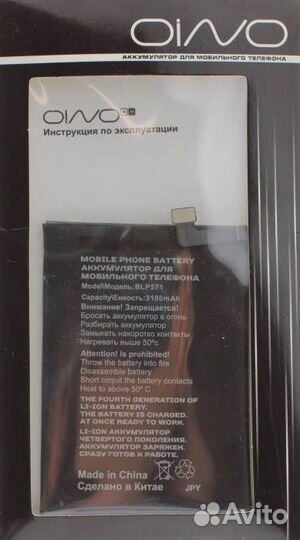 OINO
АККУМУЛЯТОР ДЛЯ МОБИЛЬНОГО ТЕЛЕФОНА
OINO
Инструкция по эксплуатации
MOBILE PHONE BATTERY
АККУМУЛЯТОР ДЛЯ
МОБИЛЬНОГО ТЕЛЕФОНА
Model\Модель: BLP571
Capacity\Емкость: 3100mAh
Внимание! Запрещается!
Бросать аккумулятор в огонь
Разбирать аккумулятор
Замыкать накоротко контакты
Нагревать выше 50°c
Attention! Is prohibited!
Throw the battery into fire
Disassemble battery
Short circuit the battery contacts
Heat to above 50° C
THE FOURTH GENERATION OF
LI-ION BATTERY.
THE BATTERY IS CHARGED.
AT ONCE READY TO WORK.
LI-ION АККУМУЛЯТОР
ЧЕТВЕРТОГО ПОКОЛЕНИЯ.
АККУМУЛЯТОР ЗАРЯЖЕН.
СРАЗУ ГОТОВ К РАБОТЕ.
Made in China
Сделано в Китае
JPY
Avito